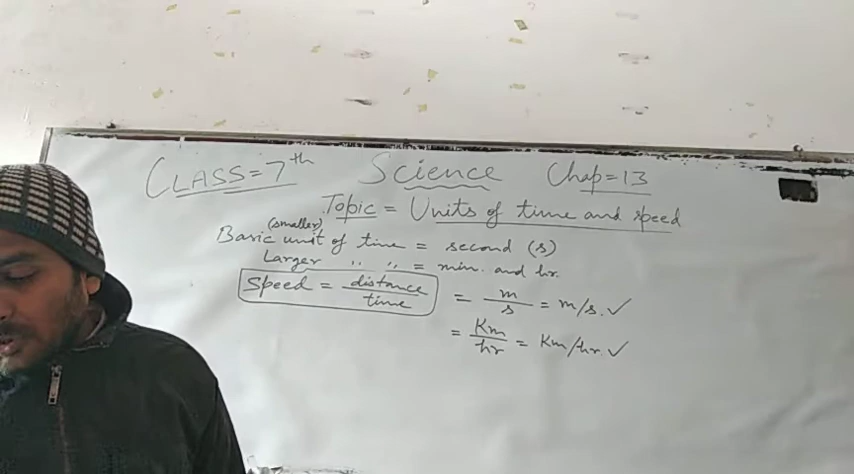 CLASS = 7th Science Chap = 13
Topic = Units of time and speed
(smaller)
Basic unit of time = second (s)
Larger " " = min. and hr.
Speed = distance/time = m/s = m/s. ✓
= Km/hr = Km/hr. ✓